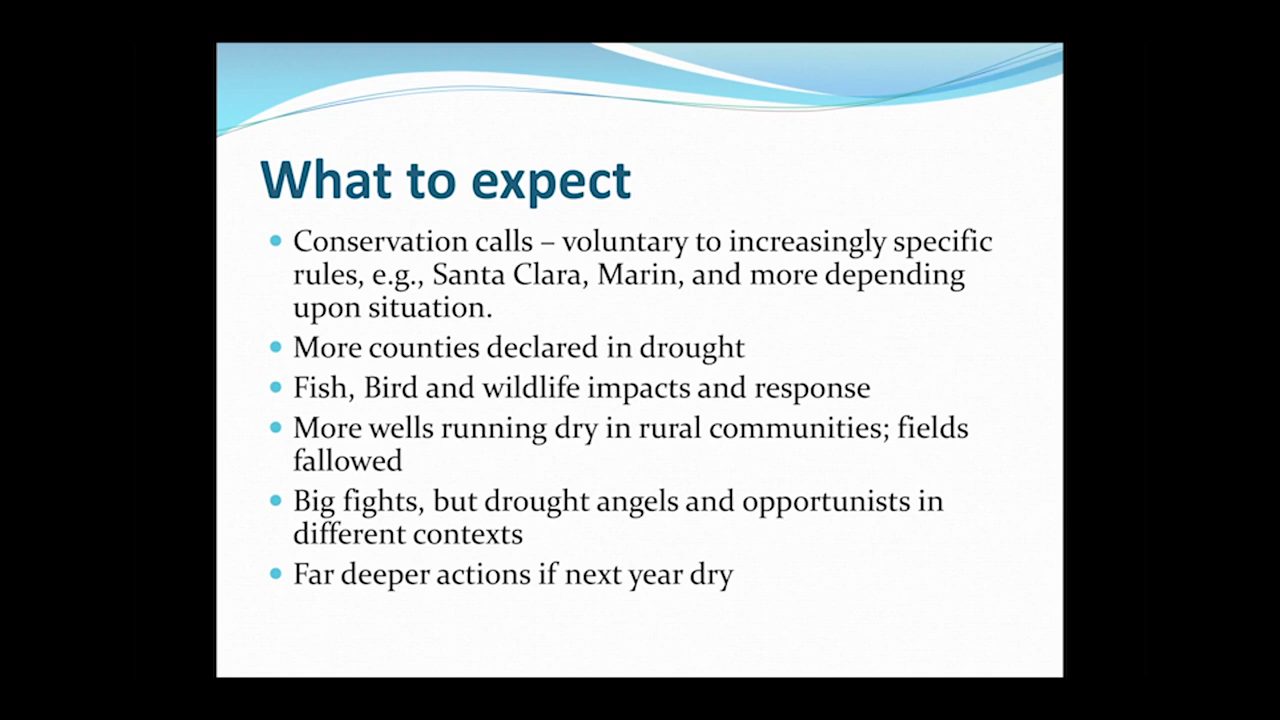 What to expect
• Conservation calls – voluntary to increasingly specific
rules, e.g., Santa Clara, Marin, and more depending
upon situation.
• More counties declared in drought
• Fish, Bird and wildlife impacts and response
• More wells running dry in rural communities; fields
fallowed
• Big fights, but drought angels and opportunists in
different contexts
• Far deeper actions if next year dry